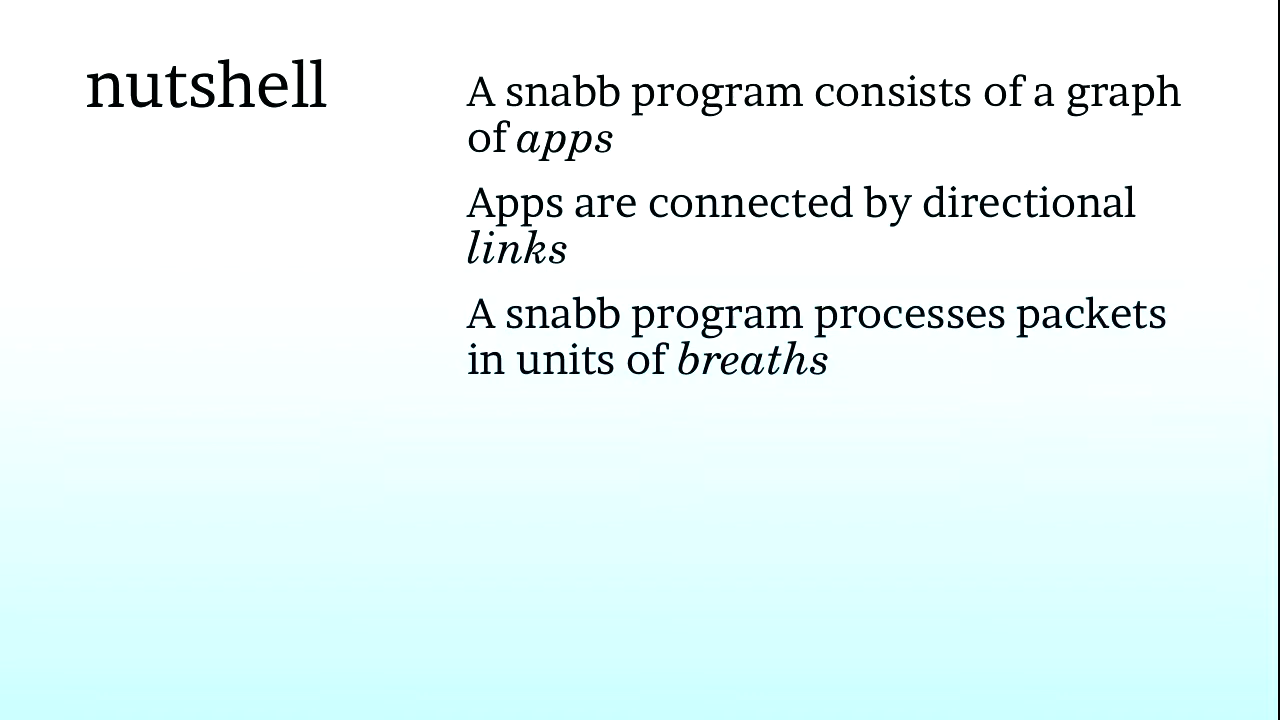 nutshell
A snabb program consists of a graph
of apps
Apps are connected by directional
links
A snabb program processes packets
in units of breaths